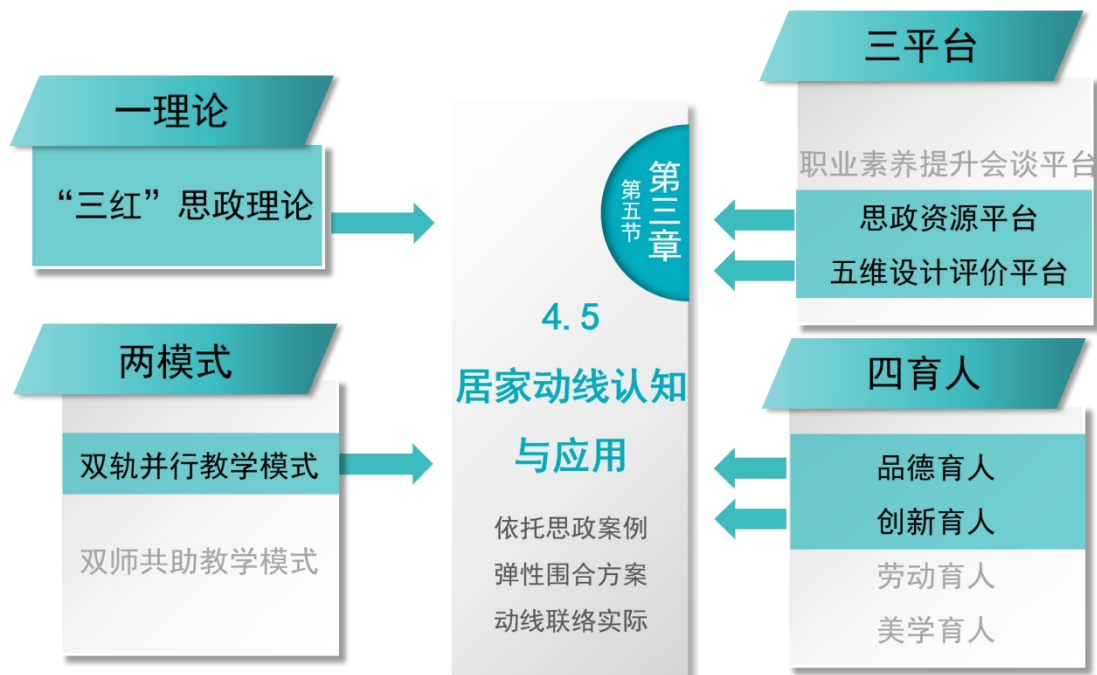 一理论
“三红”思政理论
两模式
双轨并行教学模式
双师共助教学模式
第三章
第五节
4.5
居家动线认知
与应用
依托思政案例
弹性围合方案
动线联络实际
三平台
职业素养提升会谈平台
思政资源平台
五维设计评价平台
四育人
品德育人
创新育人
劳动育人
美学育人